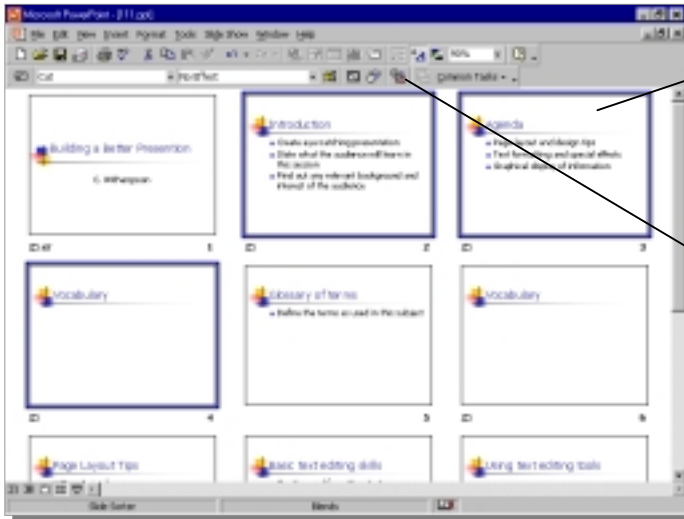 Microsoft PowerPoint - [11.ppt]
File Edit View Insert Format Tools Slide Show Window Help
Cut No Effect Common Tasks
Building a Better Presention
Introduction
Create eye catching presentation
State what the audience will learn in
this session
Find out any relevant background and
interest of the audience
Agenda
Page layout and design tips
Text formatting and special effects
Graphical display of information
1
2
3
Vocabulary
Glossary of terms
Define the terms as used in this subject
Vocabulary
4
5
6
Page Layout Tips
Basic text editing skills
Using text editing tools
Slide Sorter
Blends